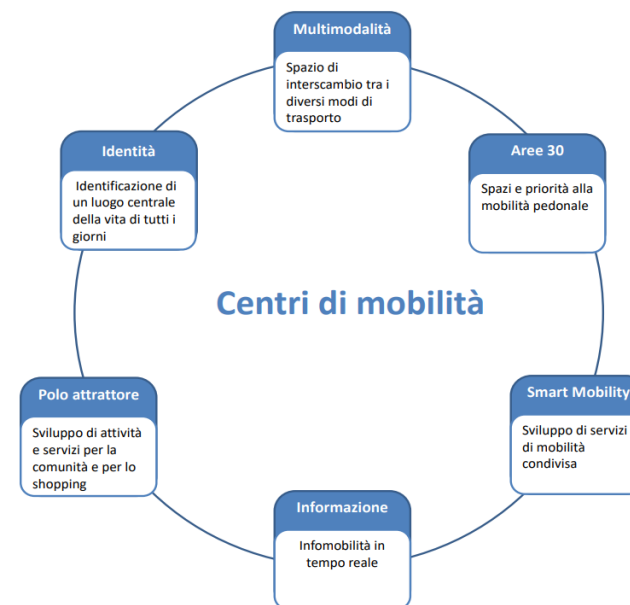 Multimodalità
Spazio di
interscambio tra i
diversi modi di
trasporto
Identità
Identificazione di
un luogo centrale
della vita di tutti i
giorni
Aree 30
Spazi e priorità alla
mobilità pedonale
Centri di mobilità
Polo attrattore
Sviluppo di attività
e servizi per la
comunità e per lo
shopping
Smart Mobility
Sviluppo di servizi
di mobilità
condivisa
Informazione
Infomobilità in
tempo reale